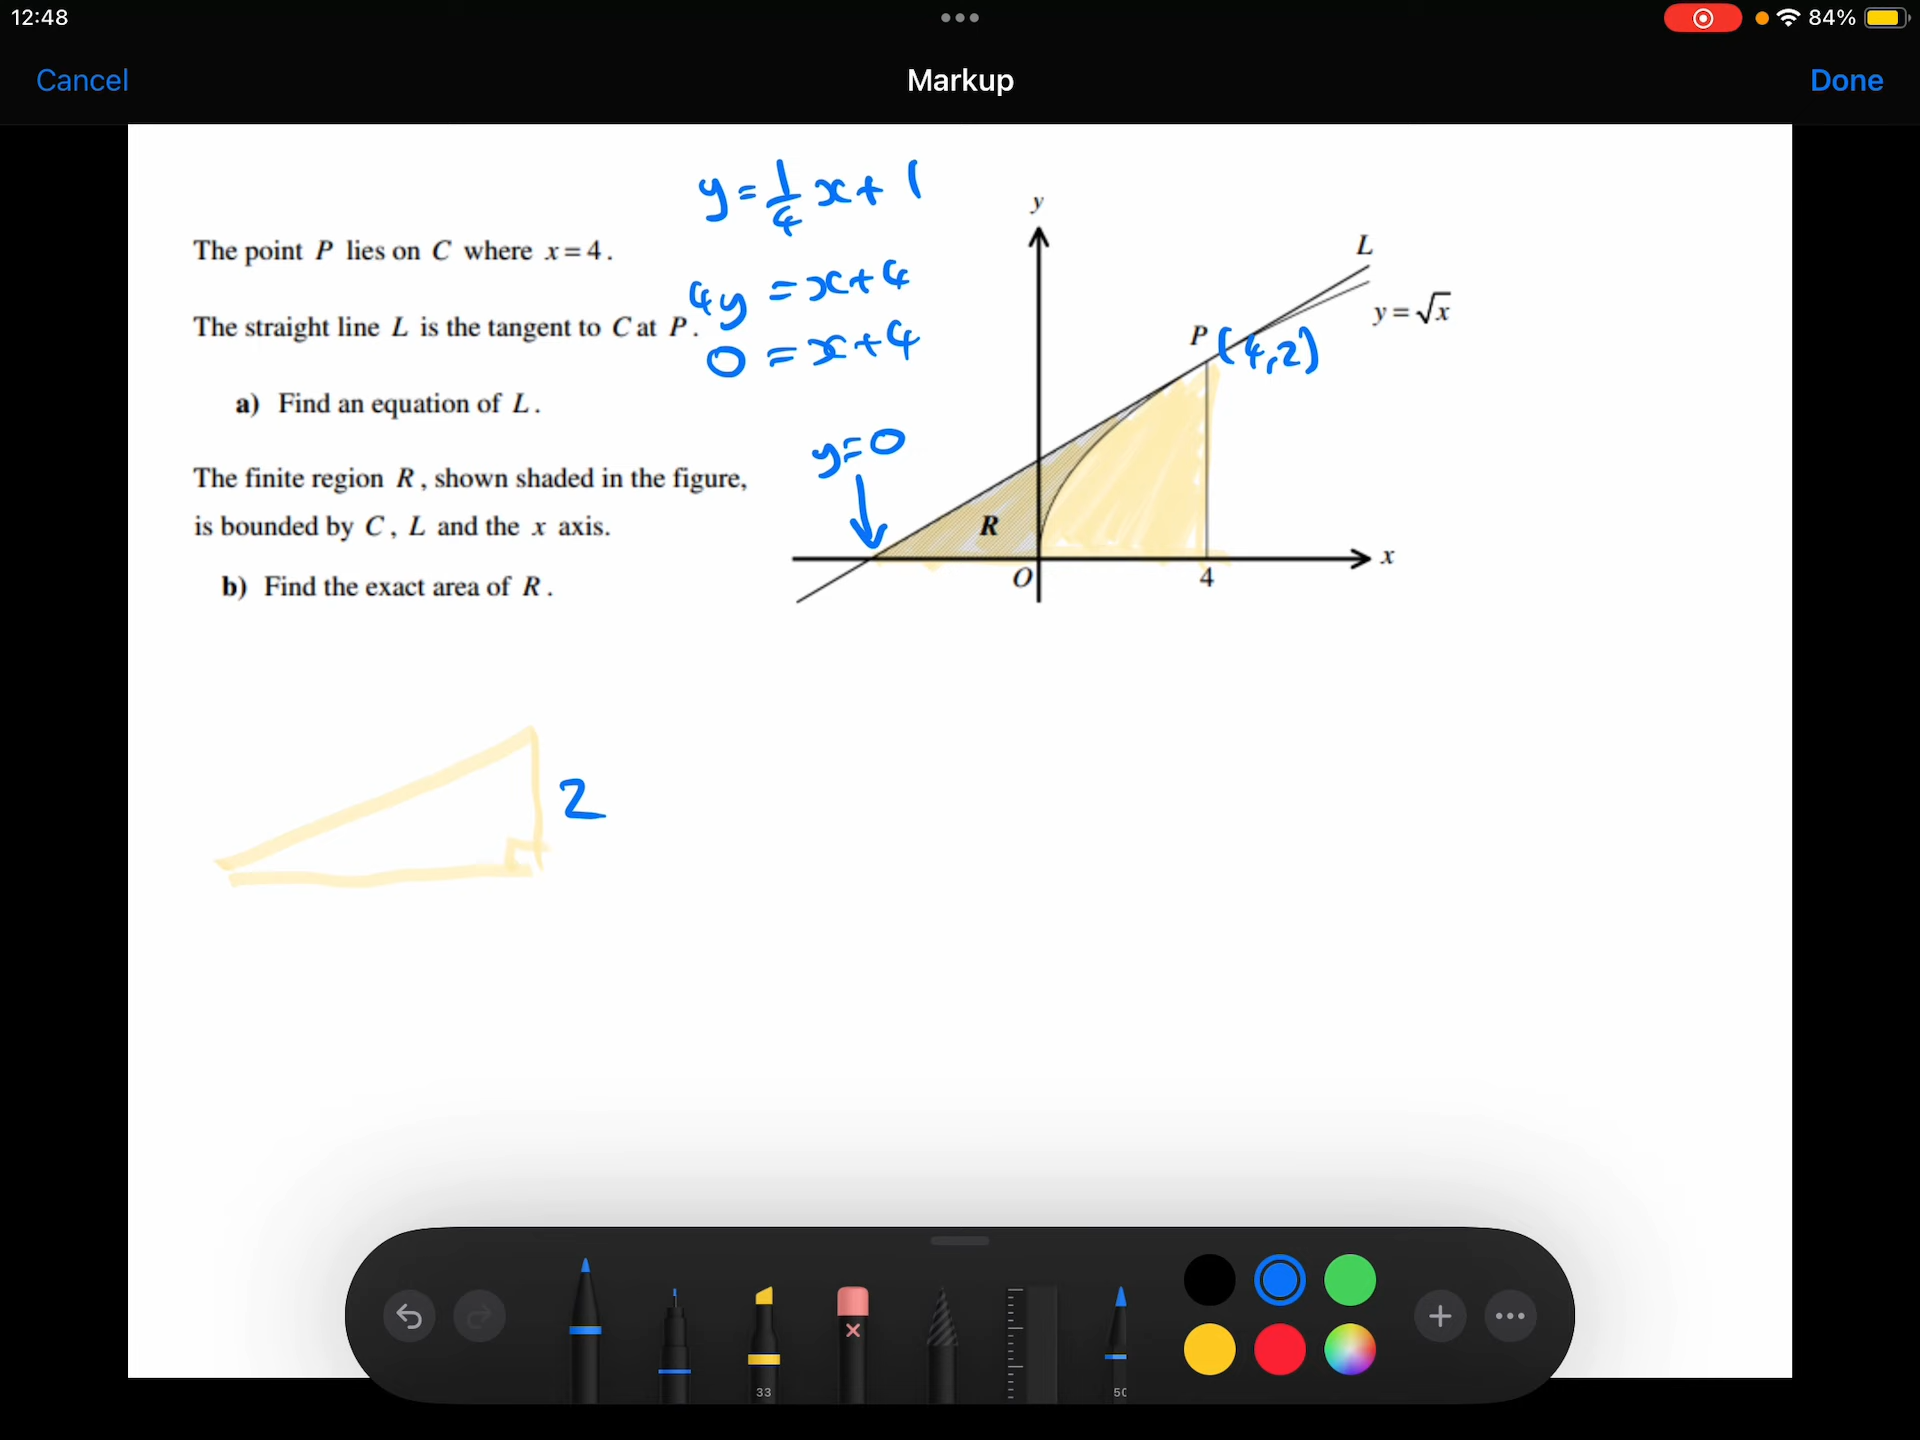 12:48
84%
Cancel
Markup
Done
y = 1/4 x + 1
The point P lies on C where x = 4.
4y = x + 4
The straight line L is the tangent to C at P.
0 = x + 4
a) Find an equation of L.
The finite region R, shown shaded in the figure,
is bounded by C, L and the x axis.
b) Find the exact area of R.
y = 0
y
L
y = √x
P (4,2)
R
x
O
4
2
33
50